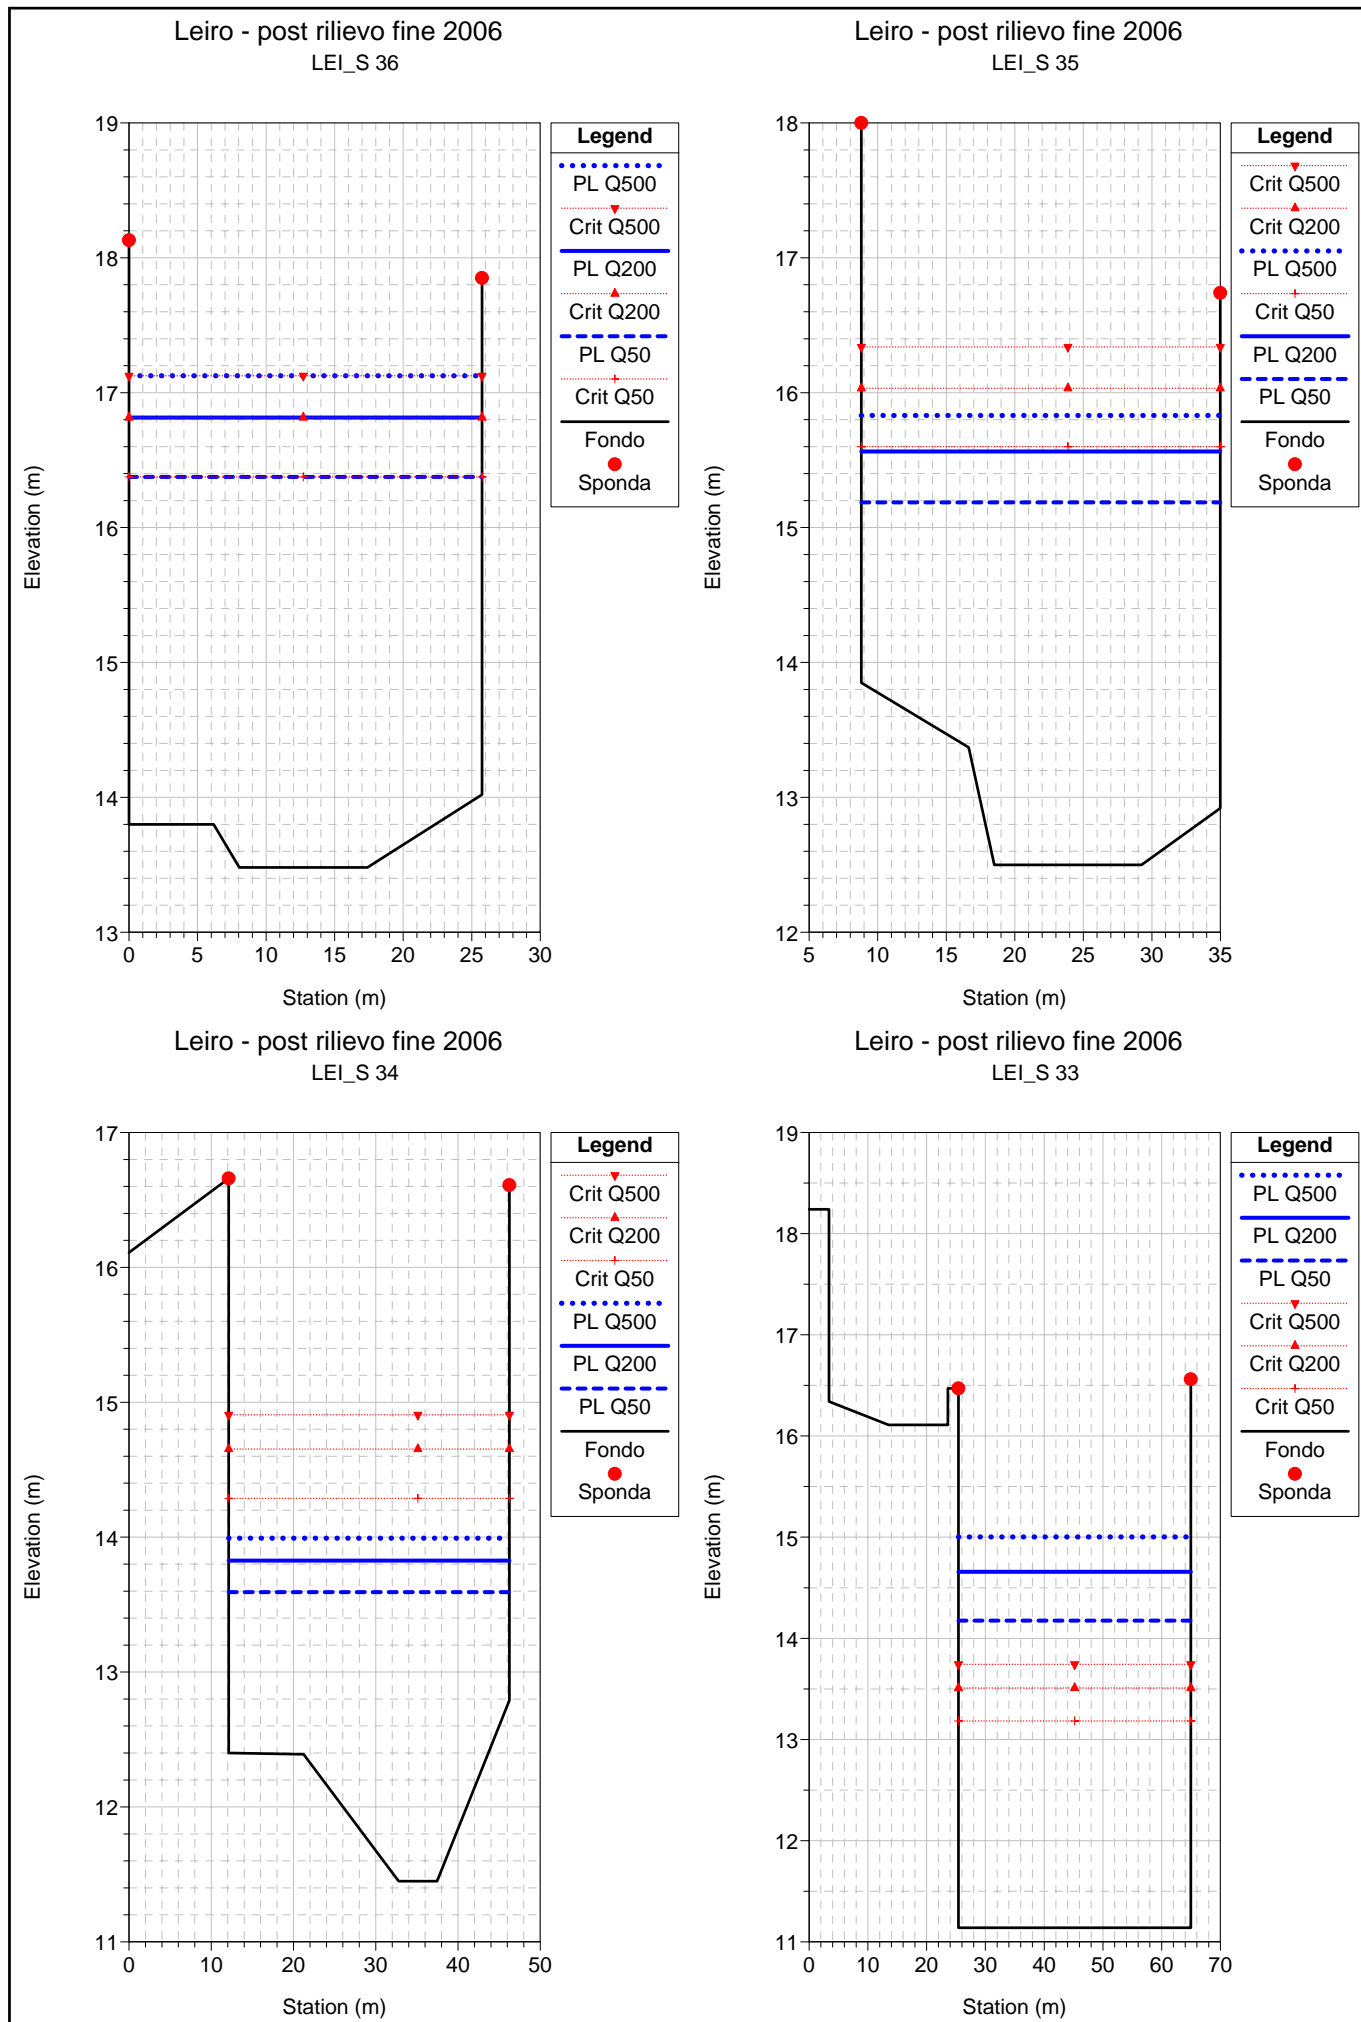 Leiro - post rilievo fine 2006
LEI_S 36
19
18
17
16
15
14
13
0 5 10 15 20 25 30
Elevation (m)
Station (m)
Legend
PL Q500
Crit Q500
PL Q200
Crit Q200
PL Q50
Crit Q50
Fondo
Sponda
Leiro - post rilievo fine 2006
LEI_S 35
18
17
16
15
14
13
12
5 10 15 20 25 30 35
Elevation (m)
Station (m)
Legend
Crit Q500
Crit Q200
PL Q500
Crit Q50
PL Q200
PL Q50
Fondo
Sponda
Leiro - post rilievo fine 2006
LEI_S 34
17
16
15
14
13
12
11
0 10 20 30 40 50
Elevation (m)
Station (m)
Legend
Crit Q500
Crit Q200
Crit Q50
PL Q500
PL Q200
PL Q50
Fondo
Sponda
Leiro - post rilievo fine 2006
LEI_S 33
19
18
17
16
15
14
13
12
11
0 10 20 30 40 50 60 70
Elevation (m)
Station (m)
Legend
PL Q500
PL Q200
PL Q50
Crit Q500
Crit Q200
Crit Q50
Fondo
Sponda